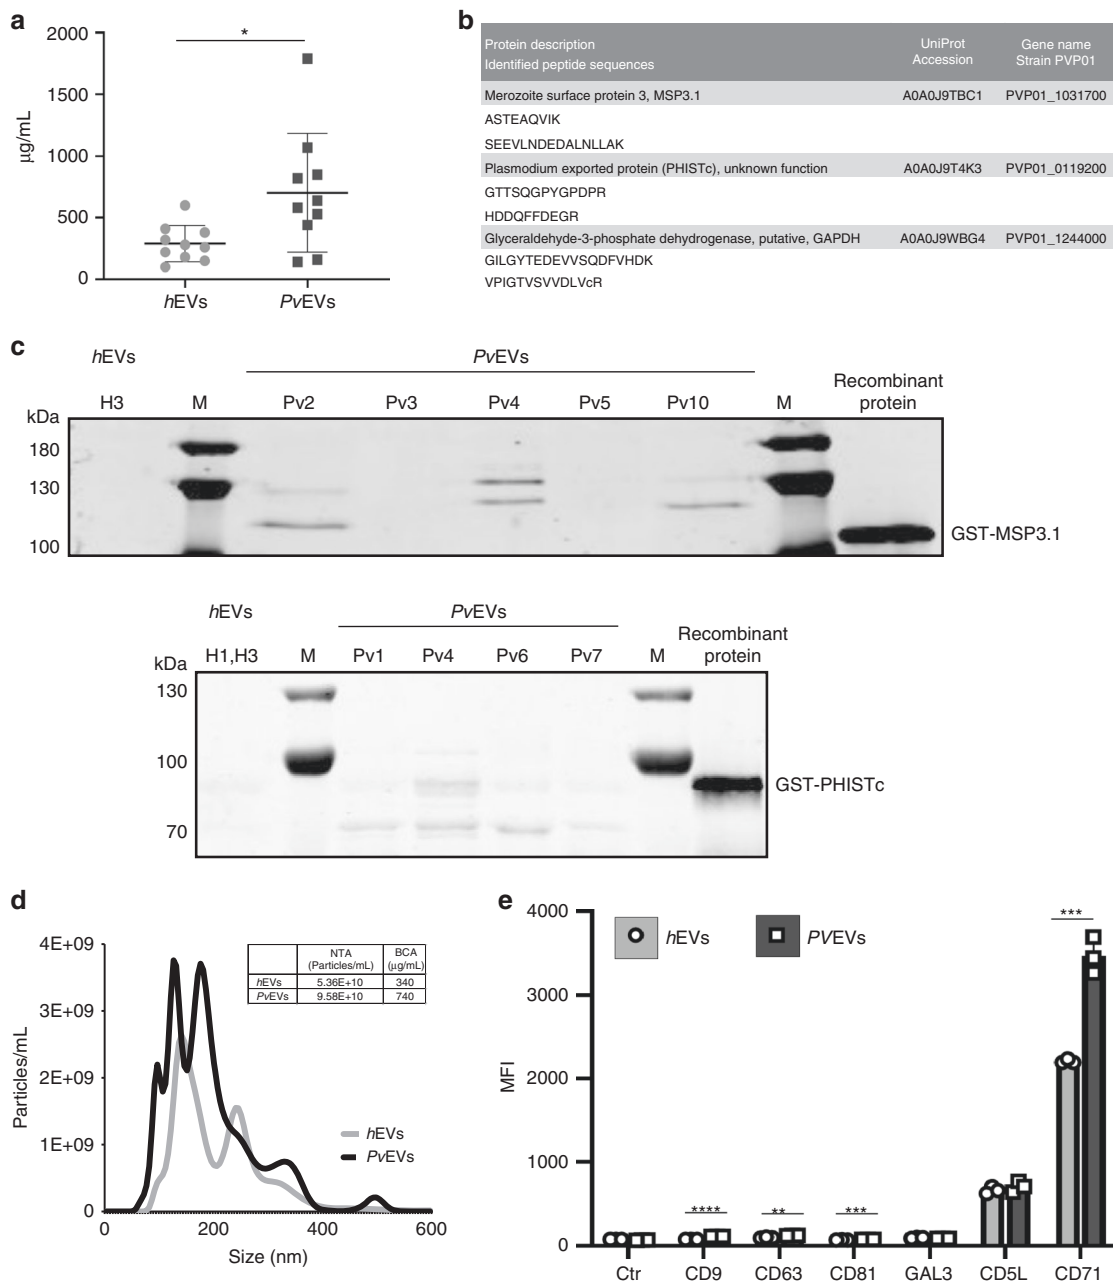 a
2000
1500
1000
500
0
µg/mL
*
hEVs
PvEVs
b
Protein description
Identified peptide sequences
UniProt
Accession
Gene name
Strain PVP01
Merozoite surface protein 3, MSP3.1 A0A0J9TBC1 PVP01_1031700
ASTEAQVIK
SEEVLNDEDALNLLAK
Plasmodium exported protein (PHISTc), unknown function A0A0J9T4K3 PVP01_0119200
GTTSQGPYGPDPR
HDDQFFDEGR
Glyceraldehyde-3-phosphate dehydrogenase, putative, GAPDH A0A0J9WBG4 PVP01_1244000
GILGYTEDEVVSQDFVHDK
VPIGTVSVVDLVcR
c
hEVs
PvEVs
Recombinant
protein
H3 M Pv2 Pv3 Pv4 Pv5 Pv10 M
kDa
180
130
100
GST-MSP3.1
hEVs
PvEVs
Recombinant
protein
H1,H3 M Pv1 Pv4 Pv6 Pv7 M
kDa
130
100
70
GST-PHISTc
d
4E+09
3E+09
2E+09
1E+09
0
Particles/mL
NTA
(Particles/mL)
BCA
(µg/mL)
hEVs 5.36E+10 340
PvEVs 9.58E+10 740
hEVs
PvEVs
0 200 400 600
Size (nm)
e
4000
3000
2000
1000
0
MFI
hEVs
PVEVs
****
**
***
***
Ctr CD9 CD63 CD81 GAL3 CD5L CD71